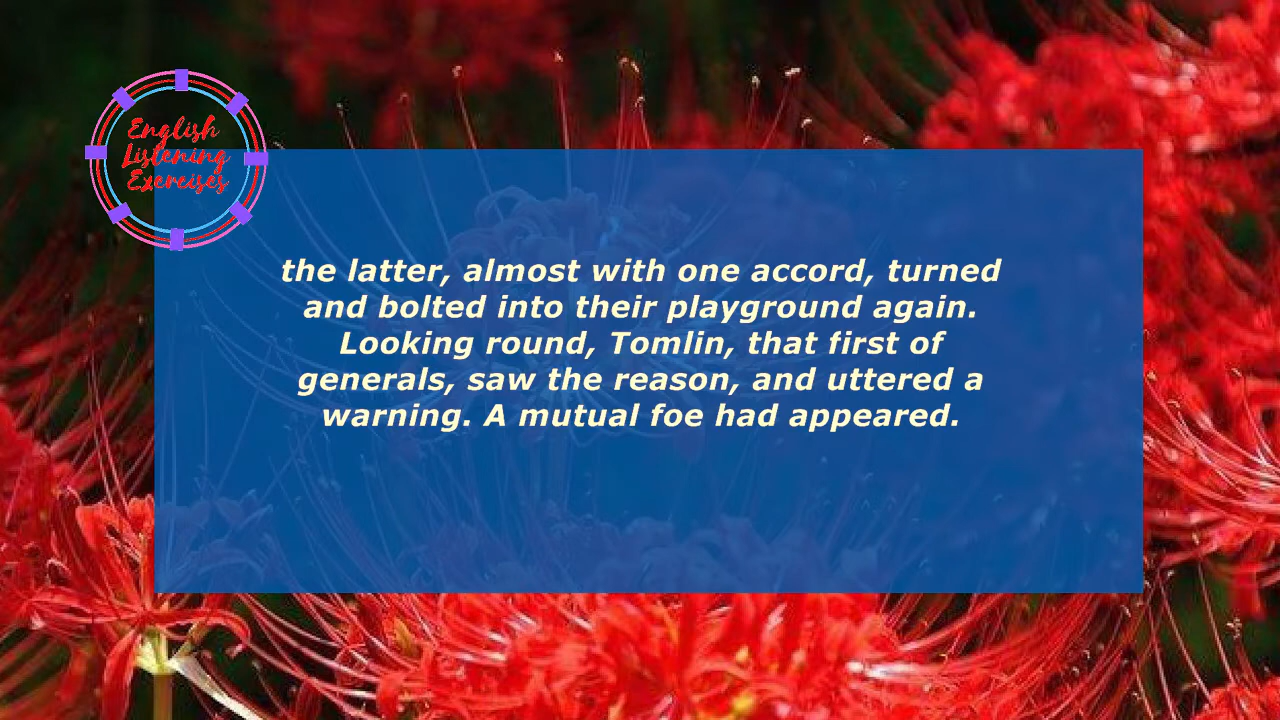 English
Listening
Exercises
the latter, almost with one accord, turned
and bolted into their playground again.
Looking round, Tomlin, that first of
generals, saw the reason, and uttered a
warning. A mutual foe had appeared.